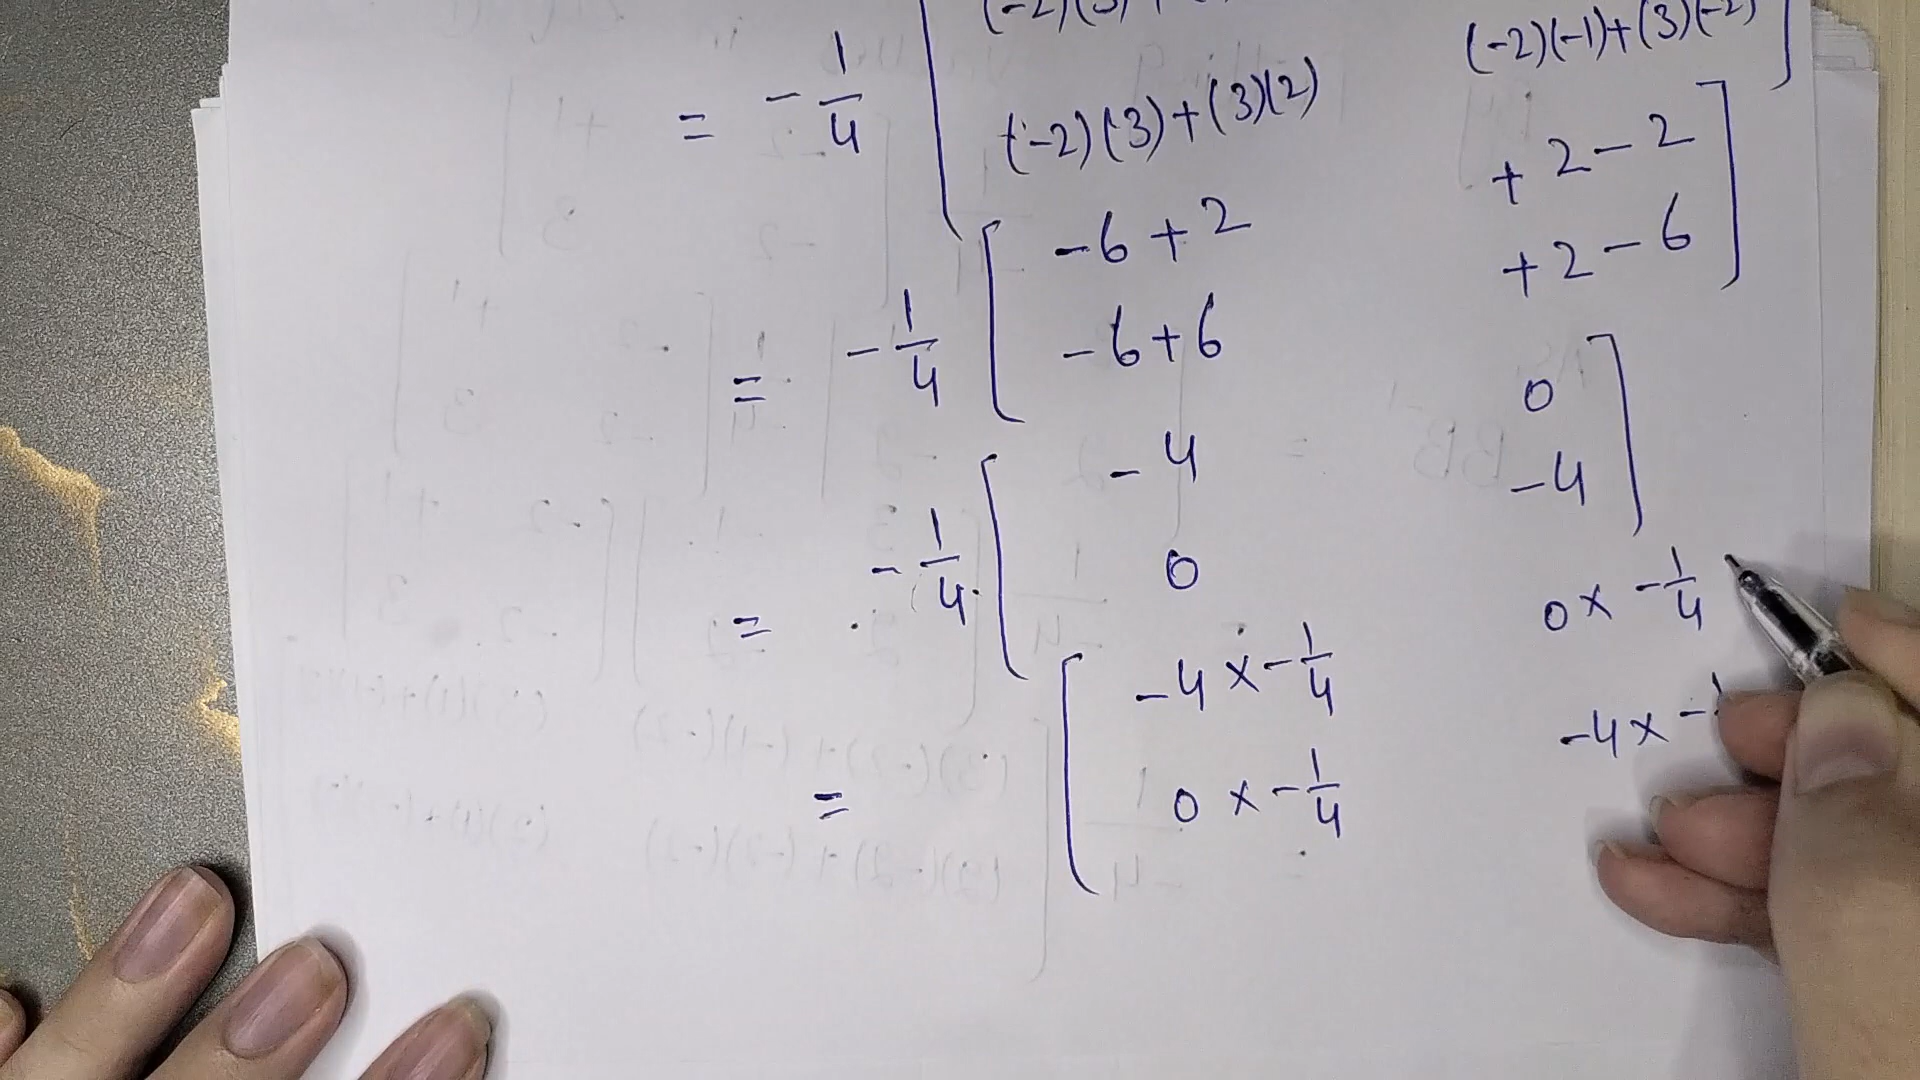 (-2)(-1)+(3)(-2)]
= -1/4 [ (-2)(3)+(3)(2)
+2-2 ]
-6+2 +2-6 ]
= -1/4 [ -6+6
0 ]
-4 -4 ]
= -1/4 [ 0
0 × -1/4
-4 × -1/4 -4 × -
= [ 0 × -1/4